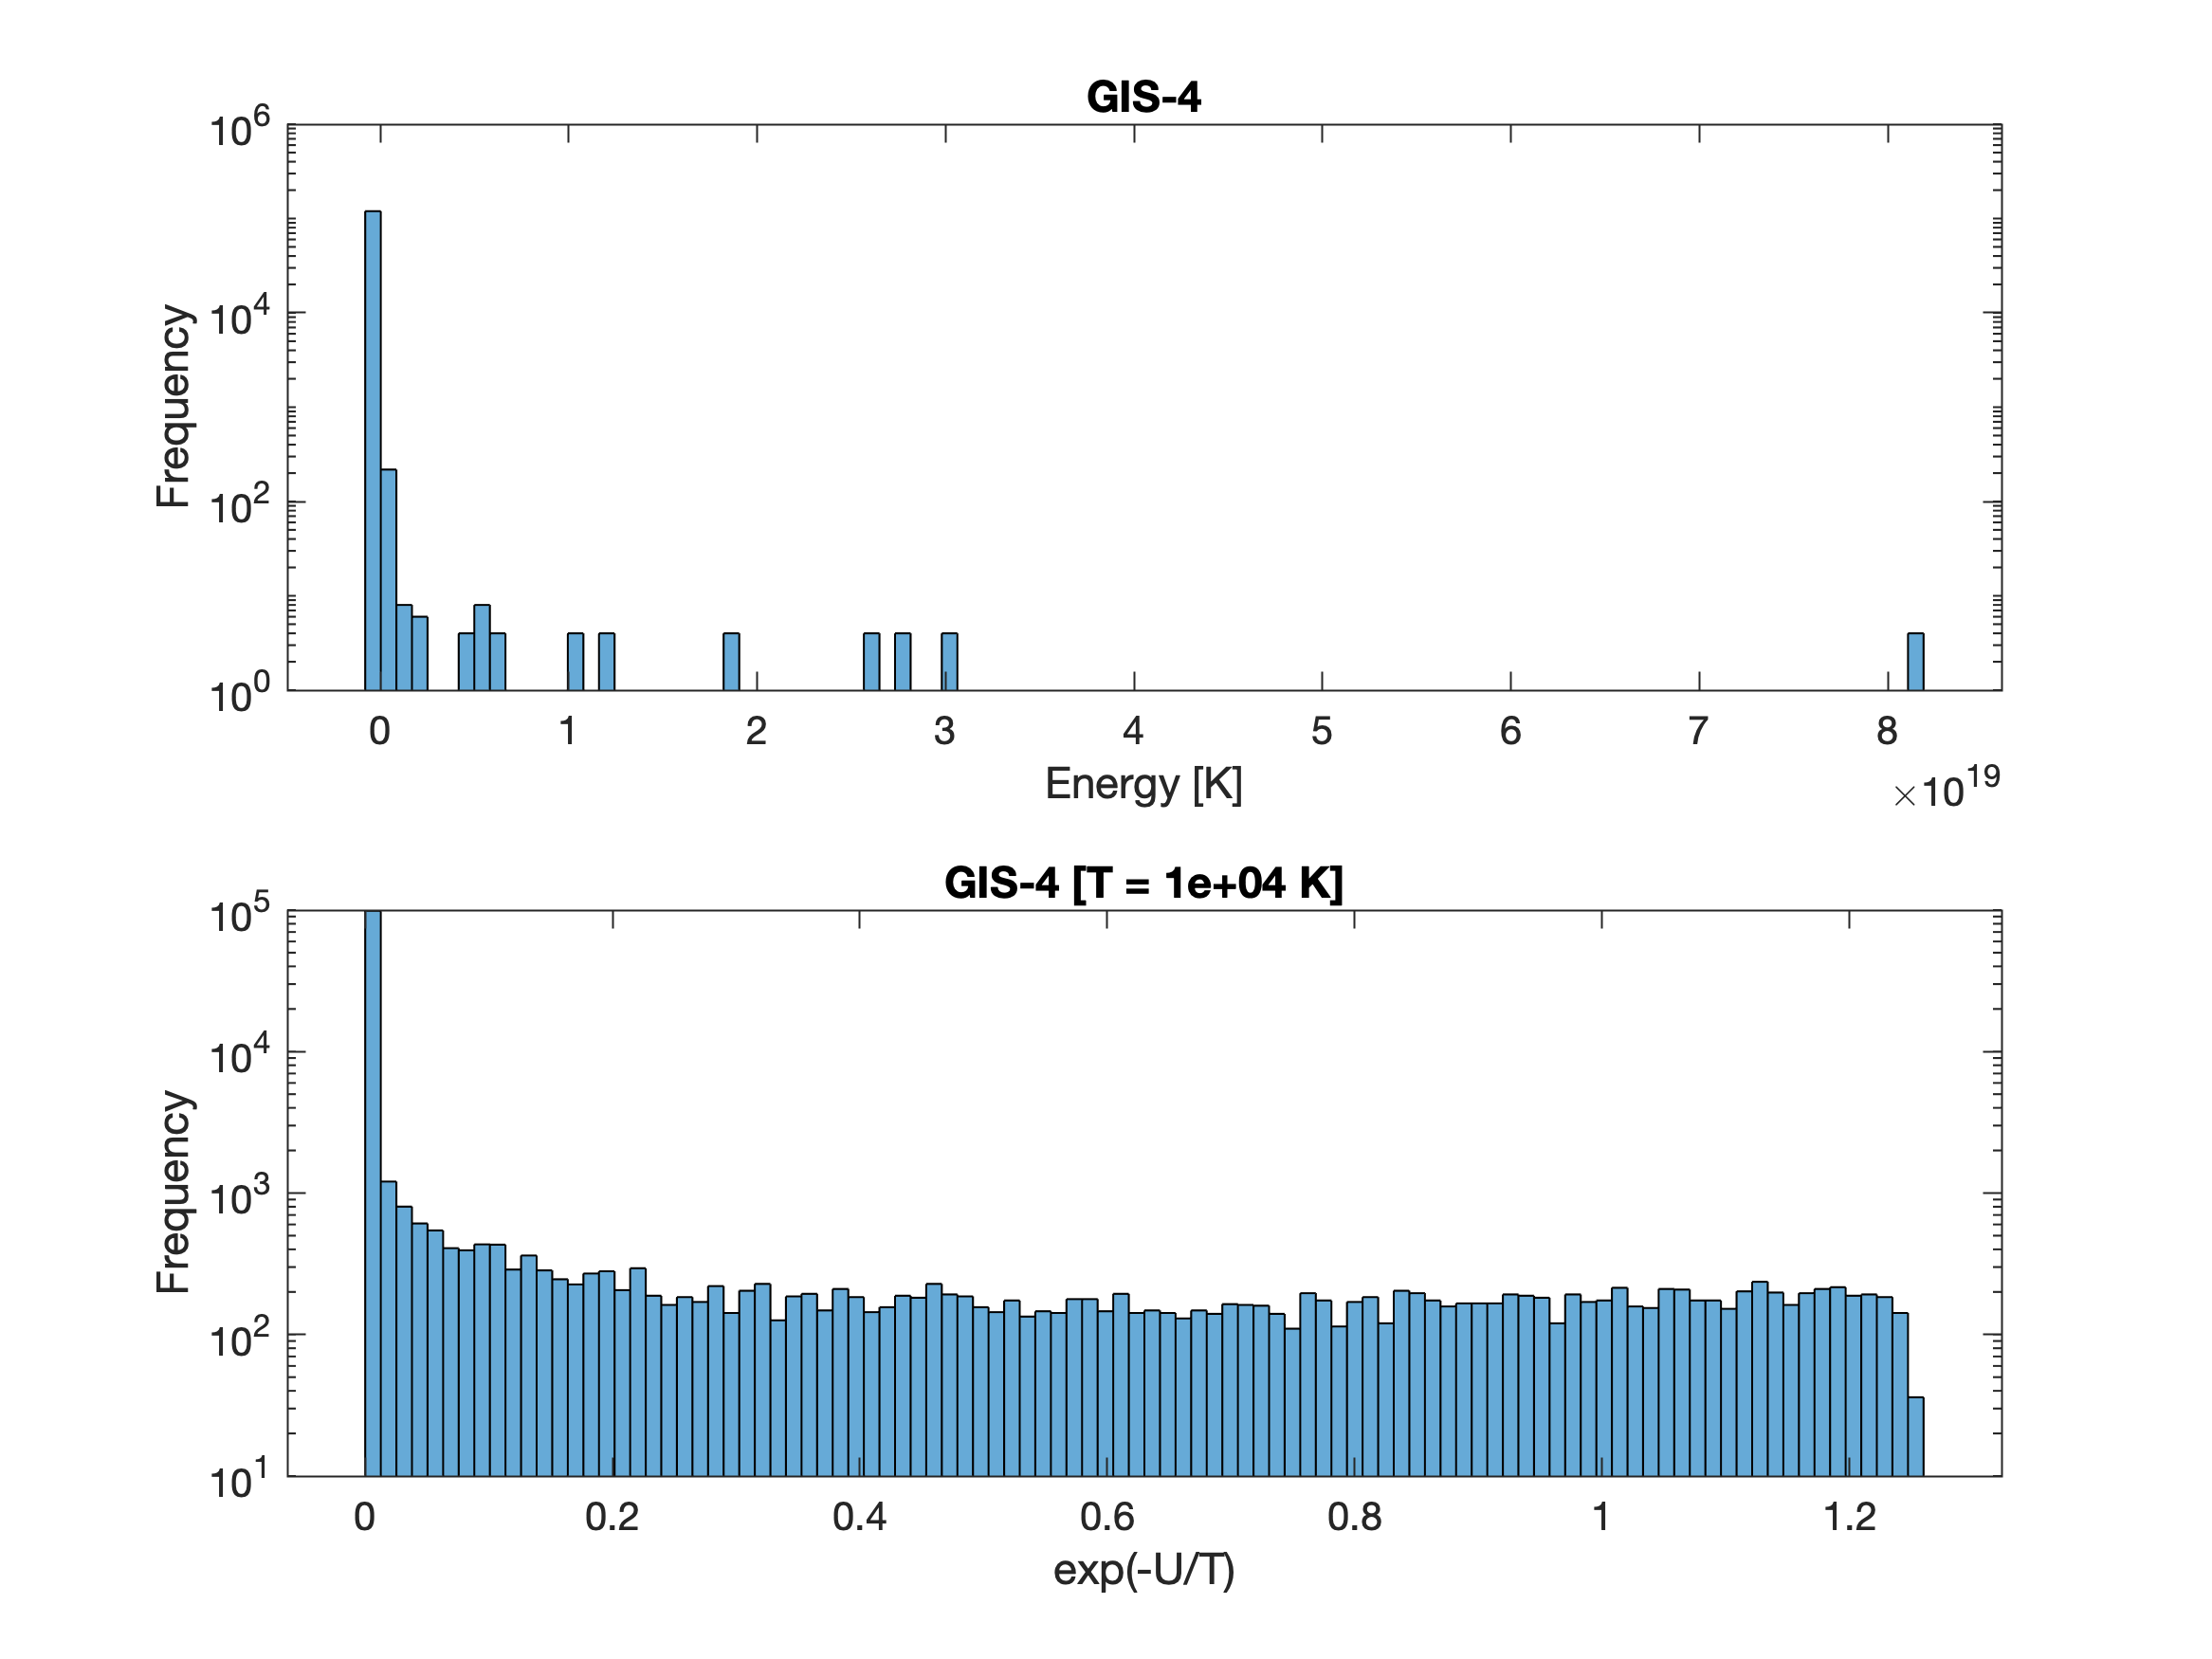 GIS-4
10^6
10^4
10^2
10^0
Frequency
0 1 2 3 4 5 6 7 8
×10^19
Energy [K]
GIS-4 [T = 1e+04 K]
10^5
10^4
10^3
10^2
10^1
Frequency
0 0.2 0.4 0.6 0.8 1 1.2
exp(-U/T)